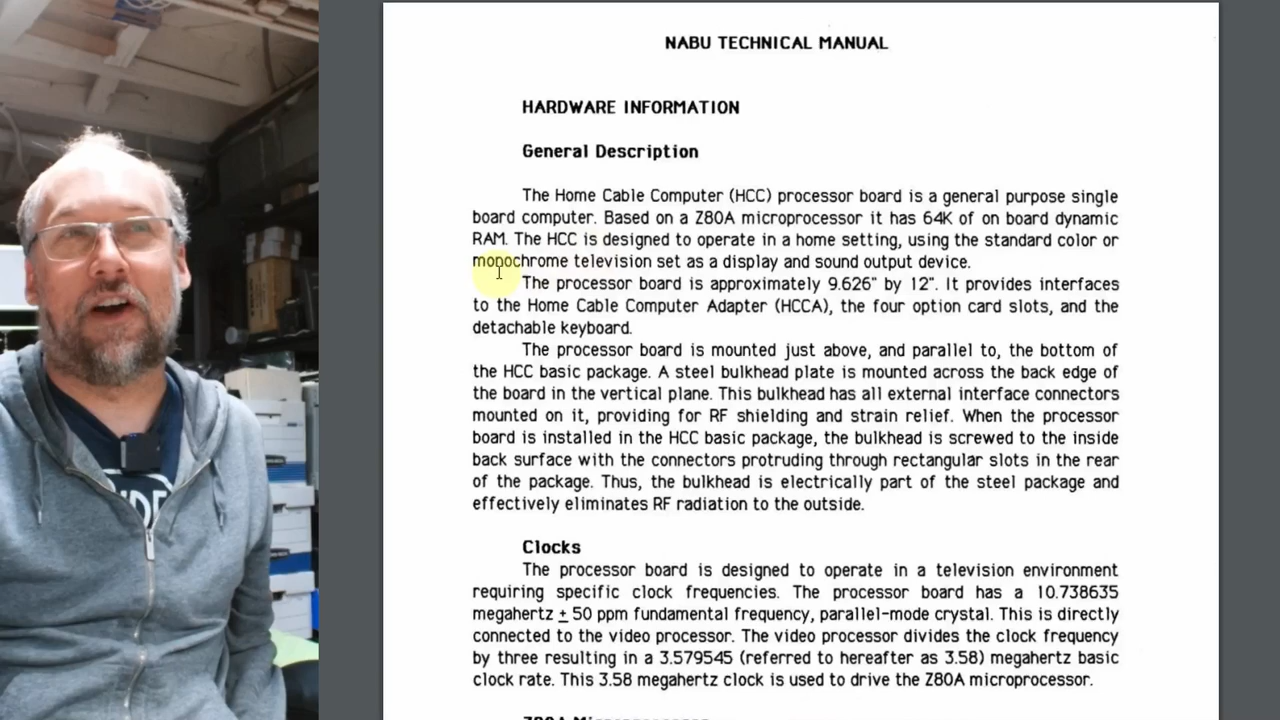 NABU TECHNICAL MANUAL
HARDWARE INFORMATION
General Description
The Home Cable Computer (HCC) processor board is a general purpose single
board computer. Based on a Z80A microprocessor it has 64K of on board dynamic
RAM. The HCC is designed to operate in a home setting, using the standard color or
monochrome television set as a display and sound output device.
The processor board is approximately 9.626" by 12". It provides interfaces
to the Home Cable Computer Adapter (HCCA), the four option card slots, and the
detachable keyboard.
The processor board is mounted just above, and parallel to, the bottom of
the HCC basic package. A steel bulkhead plate is mounted across the back edge of
the board in the vertical plane. This bulkhead has all external interface connectors
mounted on it, providing for RF shielding and strain relief. When the processor
board is installed in the HCC basic package, the bulkhead is screwed to the inside
back surface with the connectors protruding through rectangular slots in the rear
of the package. Thus, the bulkhead is electrically part of the steel package and
effectively eliminates RF radiation to the outside.
Clocks
The processor board is designed to operate in a television environment
requiring specific clock frequencies. The processor board has a 10.738635
megahertz ± 50 ppm fundamental frequency, parallel-mode crystal. This is directly
connected to the video processor. The video processor divides the clock frequency
by three resulting in a 3.579545 (referred to hereafter as 3.58) megahertz basic
clock rate. This 3.58 megahertz clock is used to drive the Z80A microprocessor.